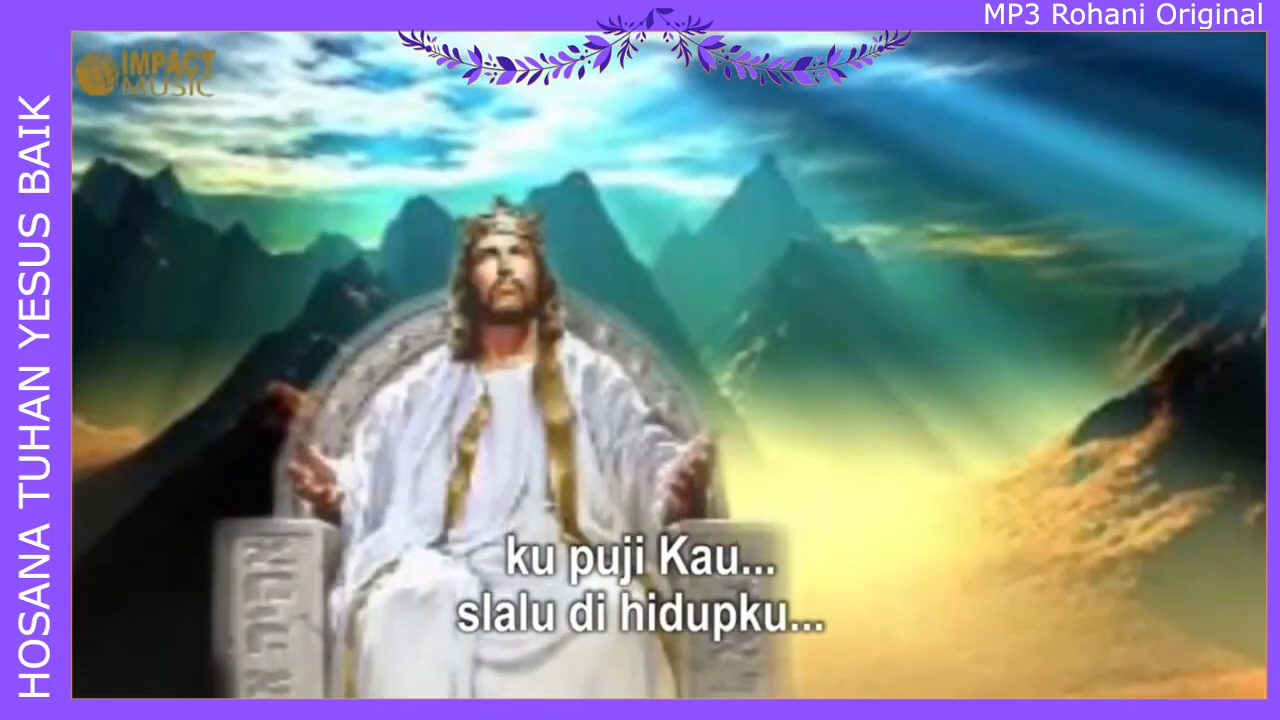 MP3 Rohani Original
IMPACT
MUSIC
HOSANA TUHAN YESUS BAIK
ku puji Kau...
slalu di hidupku...